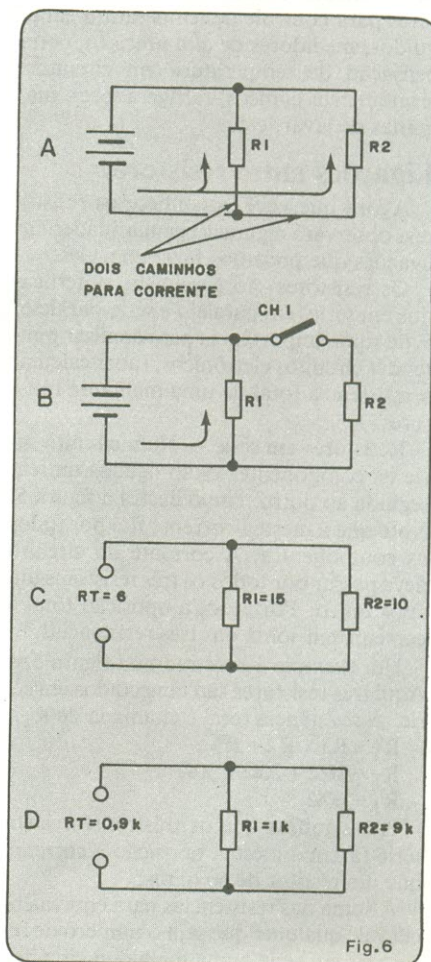 A
R1
R2
DOIS CAMINHOS
PARA CORRENTE
B
CH 1
R1
R2
C
RT = 6
R1=15
R2=10
D
RT=0,9k
R1=1k
R2=9k
Fig.6